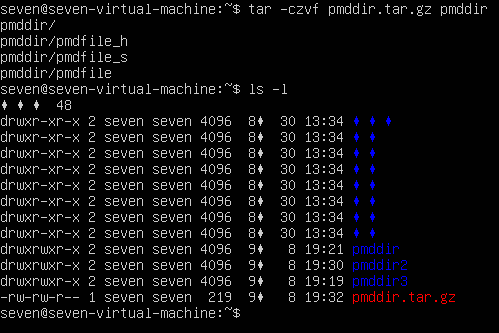 seven@seven-virtual-machine:~$ tar -czvf pmddir.tar.gz pmddir
pmddir/
pmddir/pmdfile_h
pmddir/pmdfile_s
pmddir/pmdfile
seven@seven-virtual-machine:~$ ls -l
♦ ♦ ♦  48
drwxr-xr-x 2 seven seven 4096  8♦  30 13:34 ♦ ♦ ♦
drwxr-xr-x 2 seven seven 4096  8♦  30 13:34 ♦ ♦
drwxr-xr-x 2 seven seven 4096  8♦  30 13:34 ♦ ♦
drwxr-xr-x 2 seven seven 4096  8♦  30 13:34 ♦ ♦
drwxr-xr-x 2 seven seven 4096  8♦  30 13:34 ♦ ♦
drwxr-xr-x 2 seven seven 4096  8♦  30 13:34 ♦ ♦
drwxr-xr-x 2 seven seven 4096  8♦  30 13:34 ♦ ♦
drwxr-xr-x 2 seven seven 4096  8♦  30 13:34 ♦ ♦
drwxrwxr-x 2 seven seven 4096  9♦   8 19:21 pmddir
drwxrwxr-x 2 seven seven 4096  9♦   8 19:30 pmddir2
drwxrwxr-x 2 seven seven 4096  9♦   8 19:19 pmddir3
-rw-rw-r-- 1 seven seven  219  9♦   8 19:32 pmddir.tar.gz
seven@seven-virtual-machine:~$